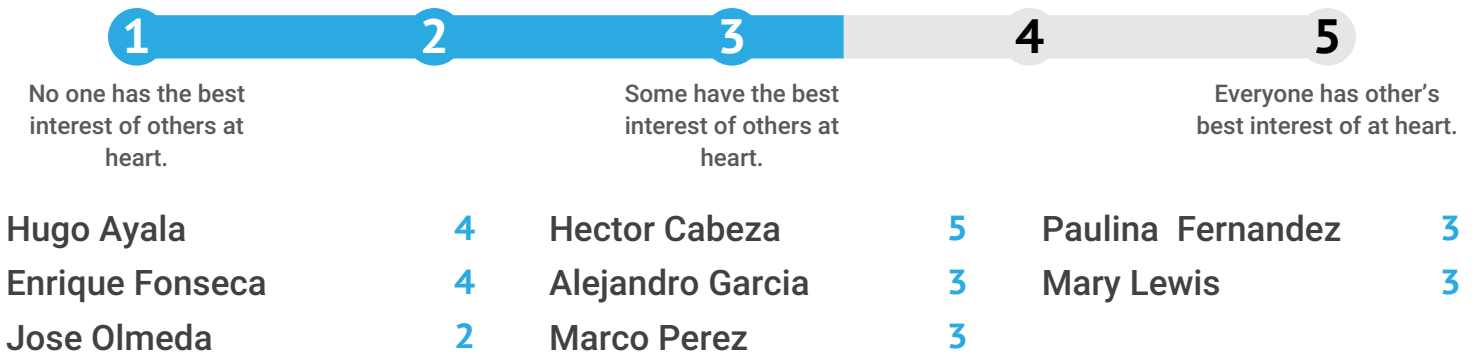 1 2 3 4 5
No one has the best
interest of others at
heart.
Some have the best
interest of others at
heart.
Everyone has other's
best interest of at heart.
Hugo Ayala 4
Enrique Fonseca 4
Jose Olmeda 2
Hector Cabeza 5
Alejandro Garcia 3
Marco Perez 3
Paulina Fernandez 3
Mary Lewis 3